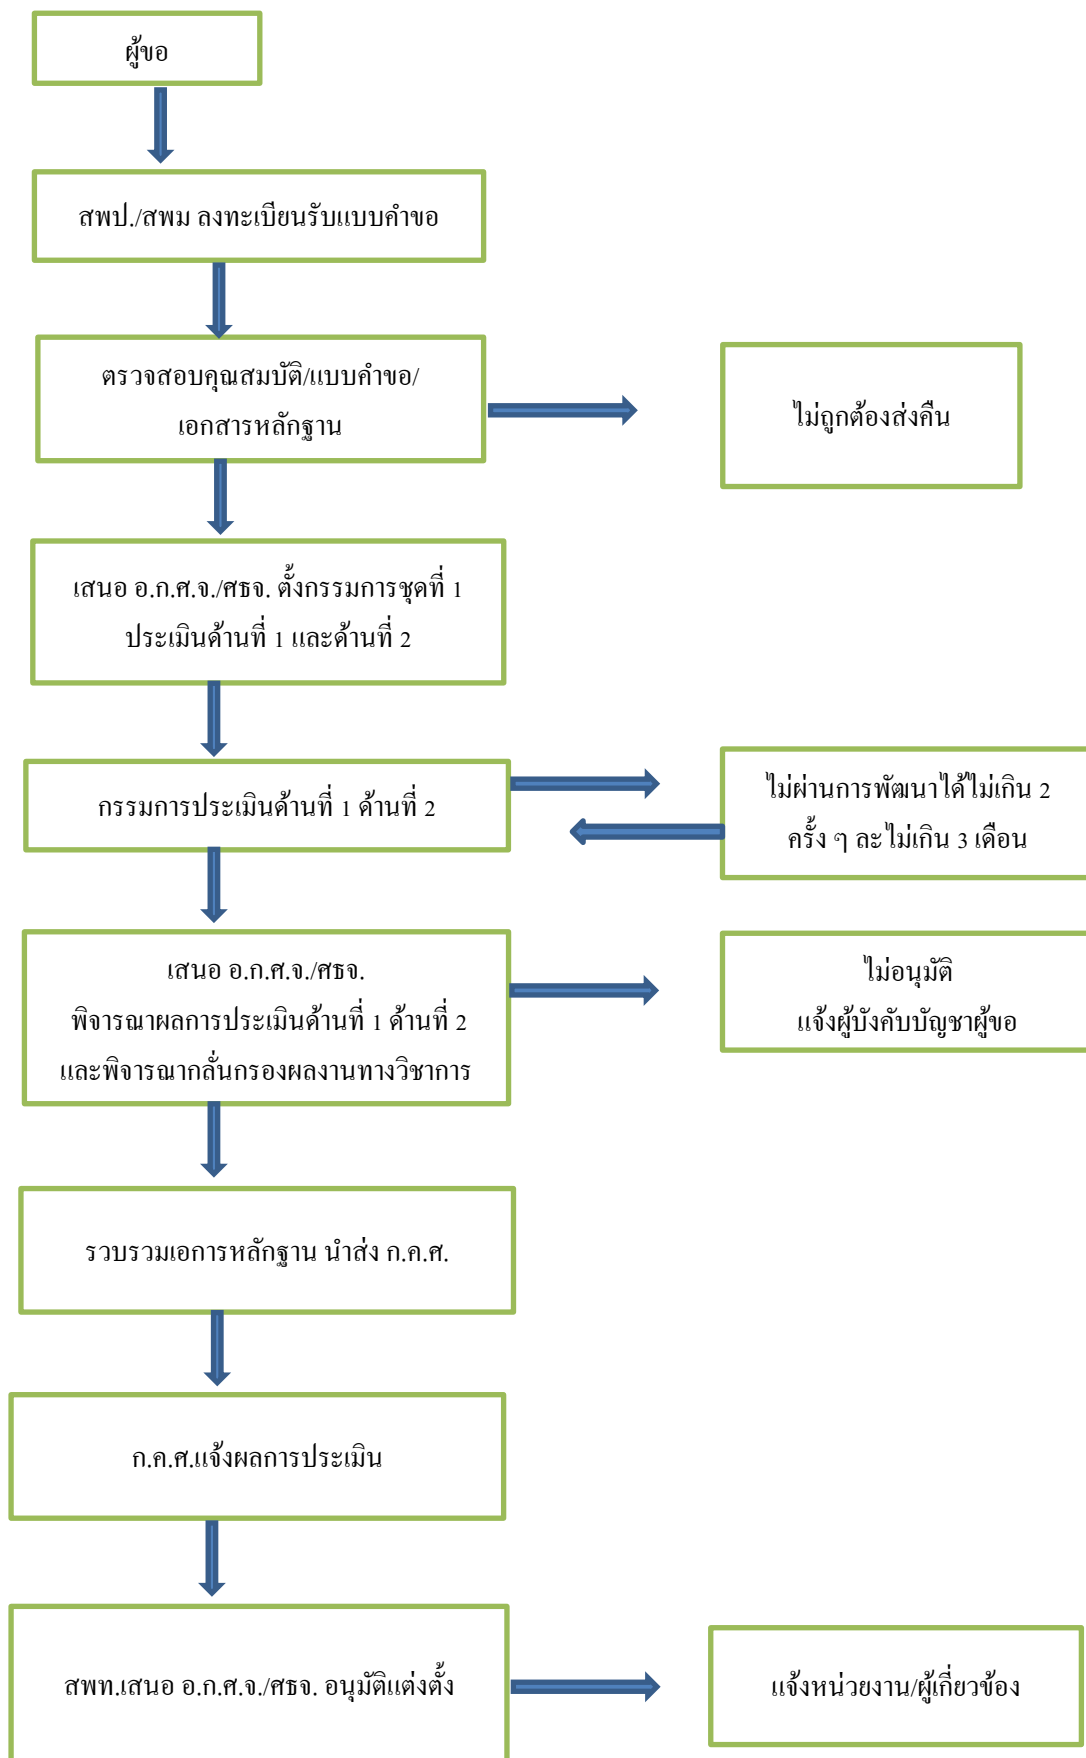 ผู้ขอ
สพป./สพม ลงทะเบียนรับแบบคำขอ
ตรวจสอบคุณสมบัติ/แบบคำขอ/
เอกสารหลักฐาน
ไม่ถูกต้องส่งคืน
เสนอ อ.ก.ศ.จ./ศธจ. ตั้งกรรมการชุดที่ 1
ประเมินด้านที่ 1 และด้านที่ 2
กรรมการประเมินด้านที่ 1 ด้านที่ 2
ไม่ผ่านการพัฒนาได้ไม่เกิน 2
ครั้ง ๆ ละไม่เกิน 3 เดือน
เสนอ อ.ก.ศ.จ./ศธจ.
พิจารณาผลการประเมินด้านที่ 1 ด้านที่ 2
และพิจารณากลั่นกรองผลงานทางวิชาการ
ไม่อนุมัติ
แจ้งผู้บังคับบัญชาผู้ขอ
รวบรวมเอการหลักฐาน นำส่ง ก.ค.ศ.
ก.ค.ศ.แจ้งผลการประเมิน
สพท.เสนอ อ.ก.ศ.จ./ศธจ. อนุมัติแต่งตั้ง
แจ้งหน่วยงาน/ผู้เกี่ยวข้อง